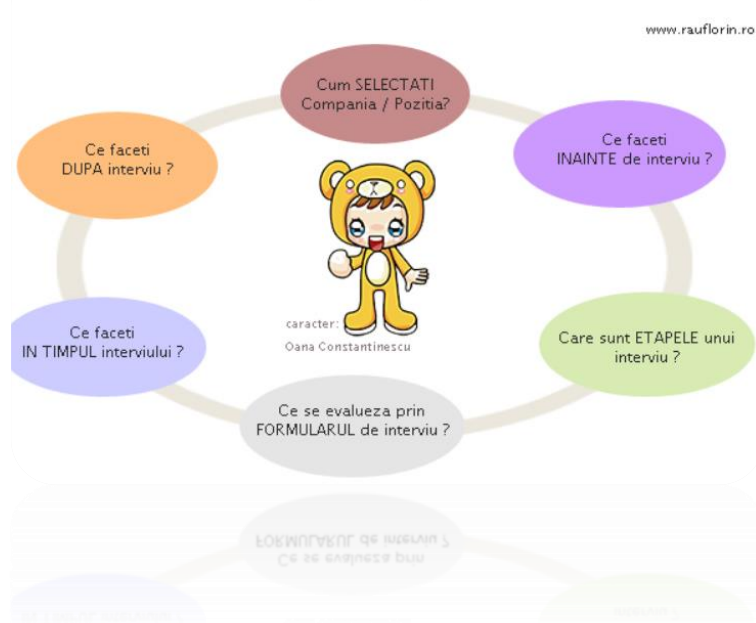 www.rauflorin.ro
Cum SELECTATI
Compania / Pozitia?
Ce faceti
INAINTE de interviu ?
Care sunt ETAPELE unui
interviu ?
Ce se evalueza prin
FORMULARUL de interviu ?
Ce faceti
IN TIMPUL interviului ?
Ce faceti
DUPA interviu ?
caracter:
Oana Constantinescu